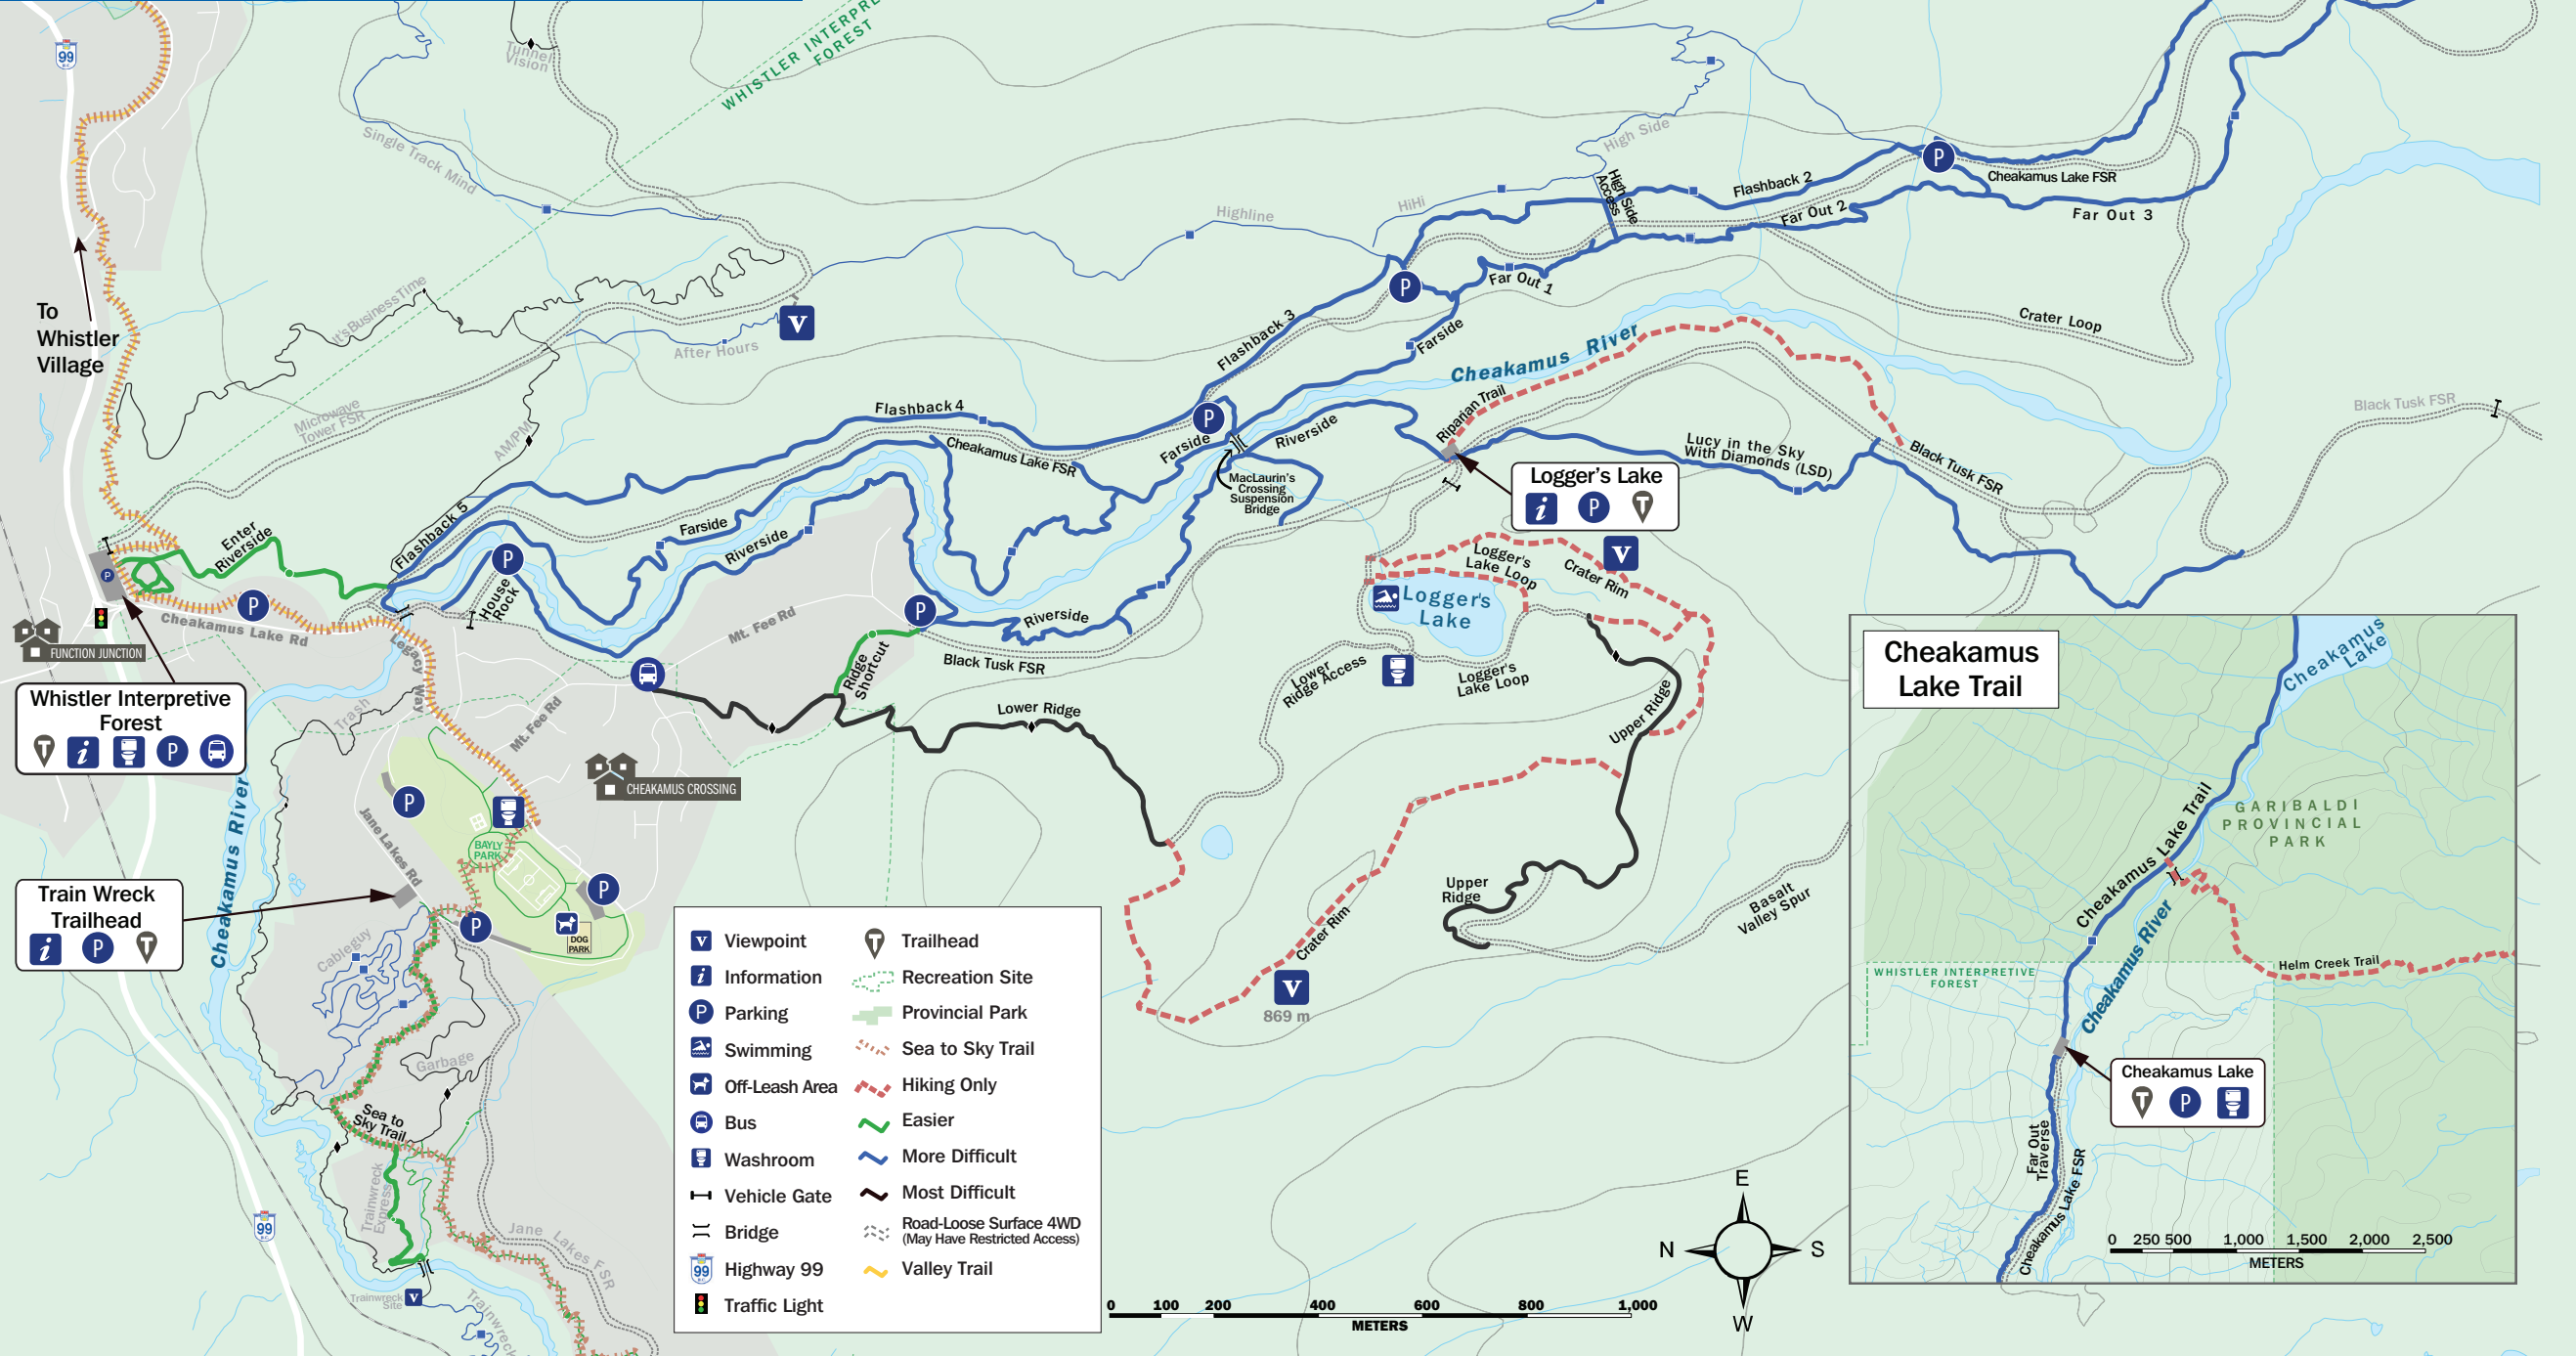 99
B.C.
Tunnel
Vision
WHISTLER INTERPRE
FOREST
Single Track Mind
High Side
High Side
Access
Flashback 2
Cheakamus Lake FSR
Far Out 2
Far Out 3
HiHi
Highline
P
To
Whistler
Village
It's Business Time
V
After Hours
Flashback 3
P
Far Out 1
Farside
Crater Loop
Cheakamus River
Microwave
Tower FSR
AM/PM
Flashback 4
P
Cheakamus Lake FSR
Farside
Riverside
Riparian Trail
MacLaurin's
Crossing
Suspension
Bridge
Lucy in the Sky
With Diamonds (LSD)
Black Tusk FSR
Black Tusk FSR
Logger's Lake
i P T
Enter
Riverside
Flashback 5
Farside
Riverside
P
House
Rock
P
P
Cheakamus Lake Rd
FUNCTION JUNCTION
Legacy Way
Mt. Fee Rd
P
Riverside
Black Tusk FSR
Ridge
Shortcut
Logger's
Lake Loop
Crater Rim
V
Logger's
Lake
Lower
Ridge Access
Logger's
Lake Loop
Upper Ridge
Whistler Interpretive
Forest
T i P
Trash
Mt. Fee Rd
Lower Ridge
CHEAKAMUS CROSSING
Cheakamus River
P
Jane Lakes Rd
BAYLY
PARK
P
P
DOG
PARK
Train Wreck
Trailhead
i P T
Cableguy
Garbage
Sea to
Sky Trail
Trainwreck
Express
99
B.C.
Jane Lakes FSR
Trainwreck
Site
V
Trainwreck
Upper
Ridge
Basalt
Valley Spur
Crater Rim
V
869 m
V Viewpoint
i Information
P Parking
Swimming
Off-Leash Area
Bus
Washroom
Vehicle Gate
Bridge
99 Highway 99
Traffic Light
T Trailhead
Recreation Site
Provincial Park
Sea to Sky Trail
Hiking Only
Easier
More Difficult
Most Difficult
Road-Loose Surface 4WD
(May Have Restricted Access)
Valley Trail
0 100 200 400 600 800 1,000
METERS
E
N S
W
Cheakamus
Lake Trail
Cheakamus
Lake
Cheakamus Lake Trail
GARIBALDI
PROVINCIAL
PARK
Cheakamus River
WHISTLER INTERPRETIVE
FOREST
Helm Creek Trail
Cheakamus Lake
T P
Far Out
Traverse
Cheakamus Lake FSR
0 250 500 1,000 1,500 2,000 2,500
METERS